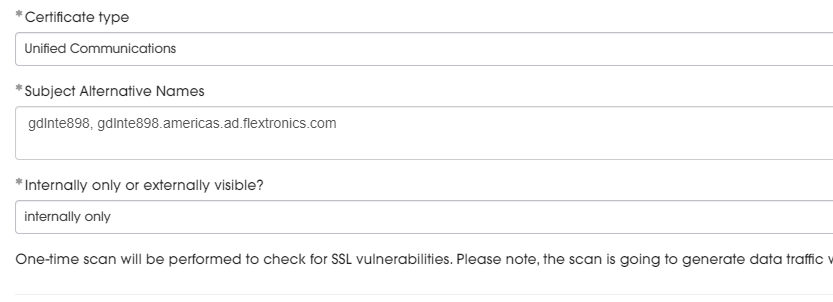 *Certificate type
Unified Communications
*Subject Alternative Names
gdlnte898, gdlnte898.americas.ad.flextronics.com
*Internally only or externally visible?
internally only
One-time scan will be performed to check for SSL vulnerabilities. Please note, the scan is going to generate data traffic